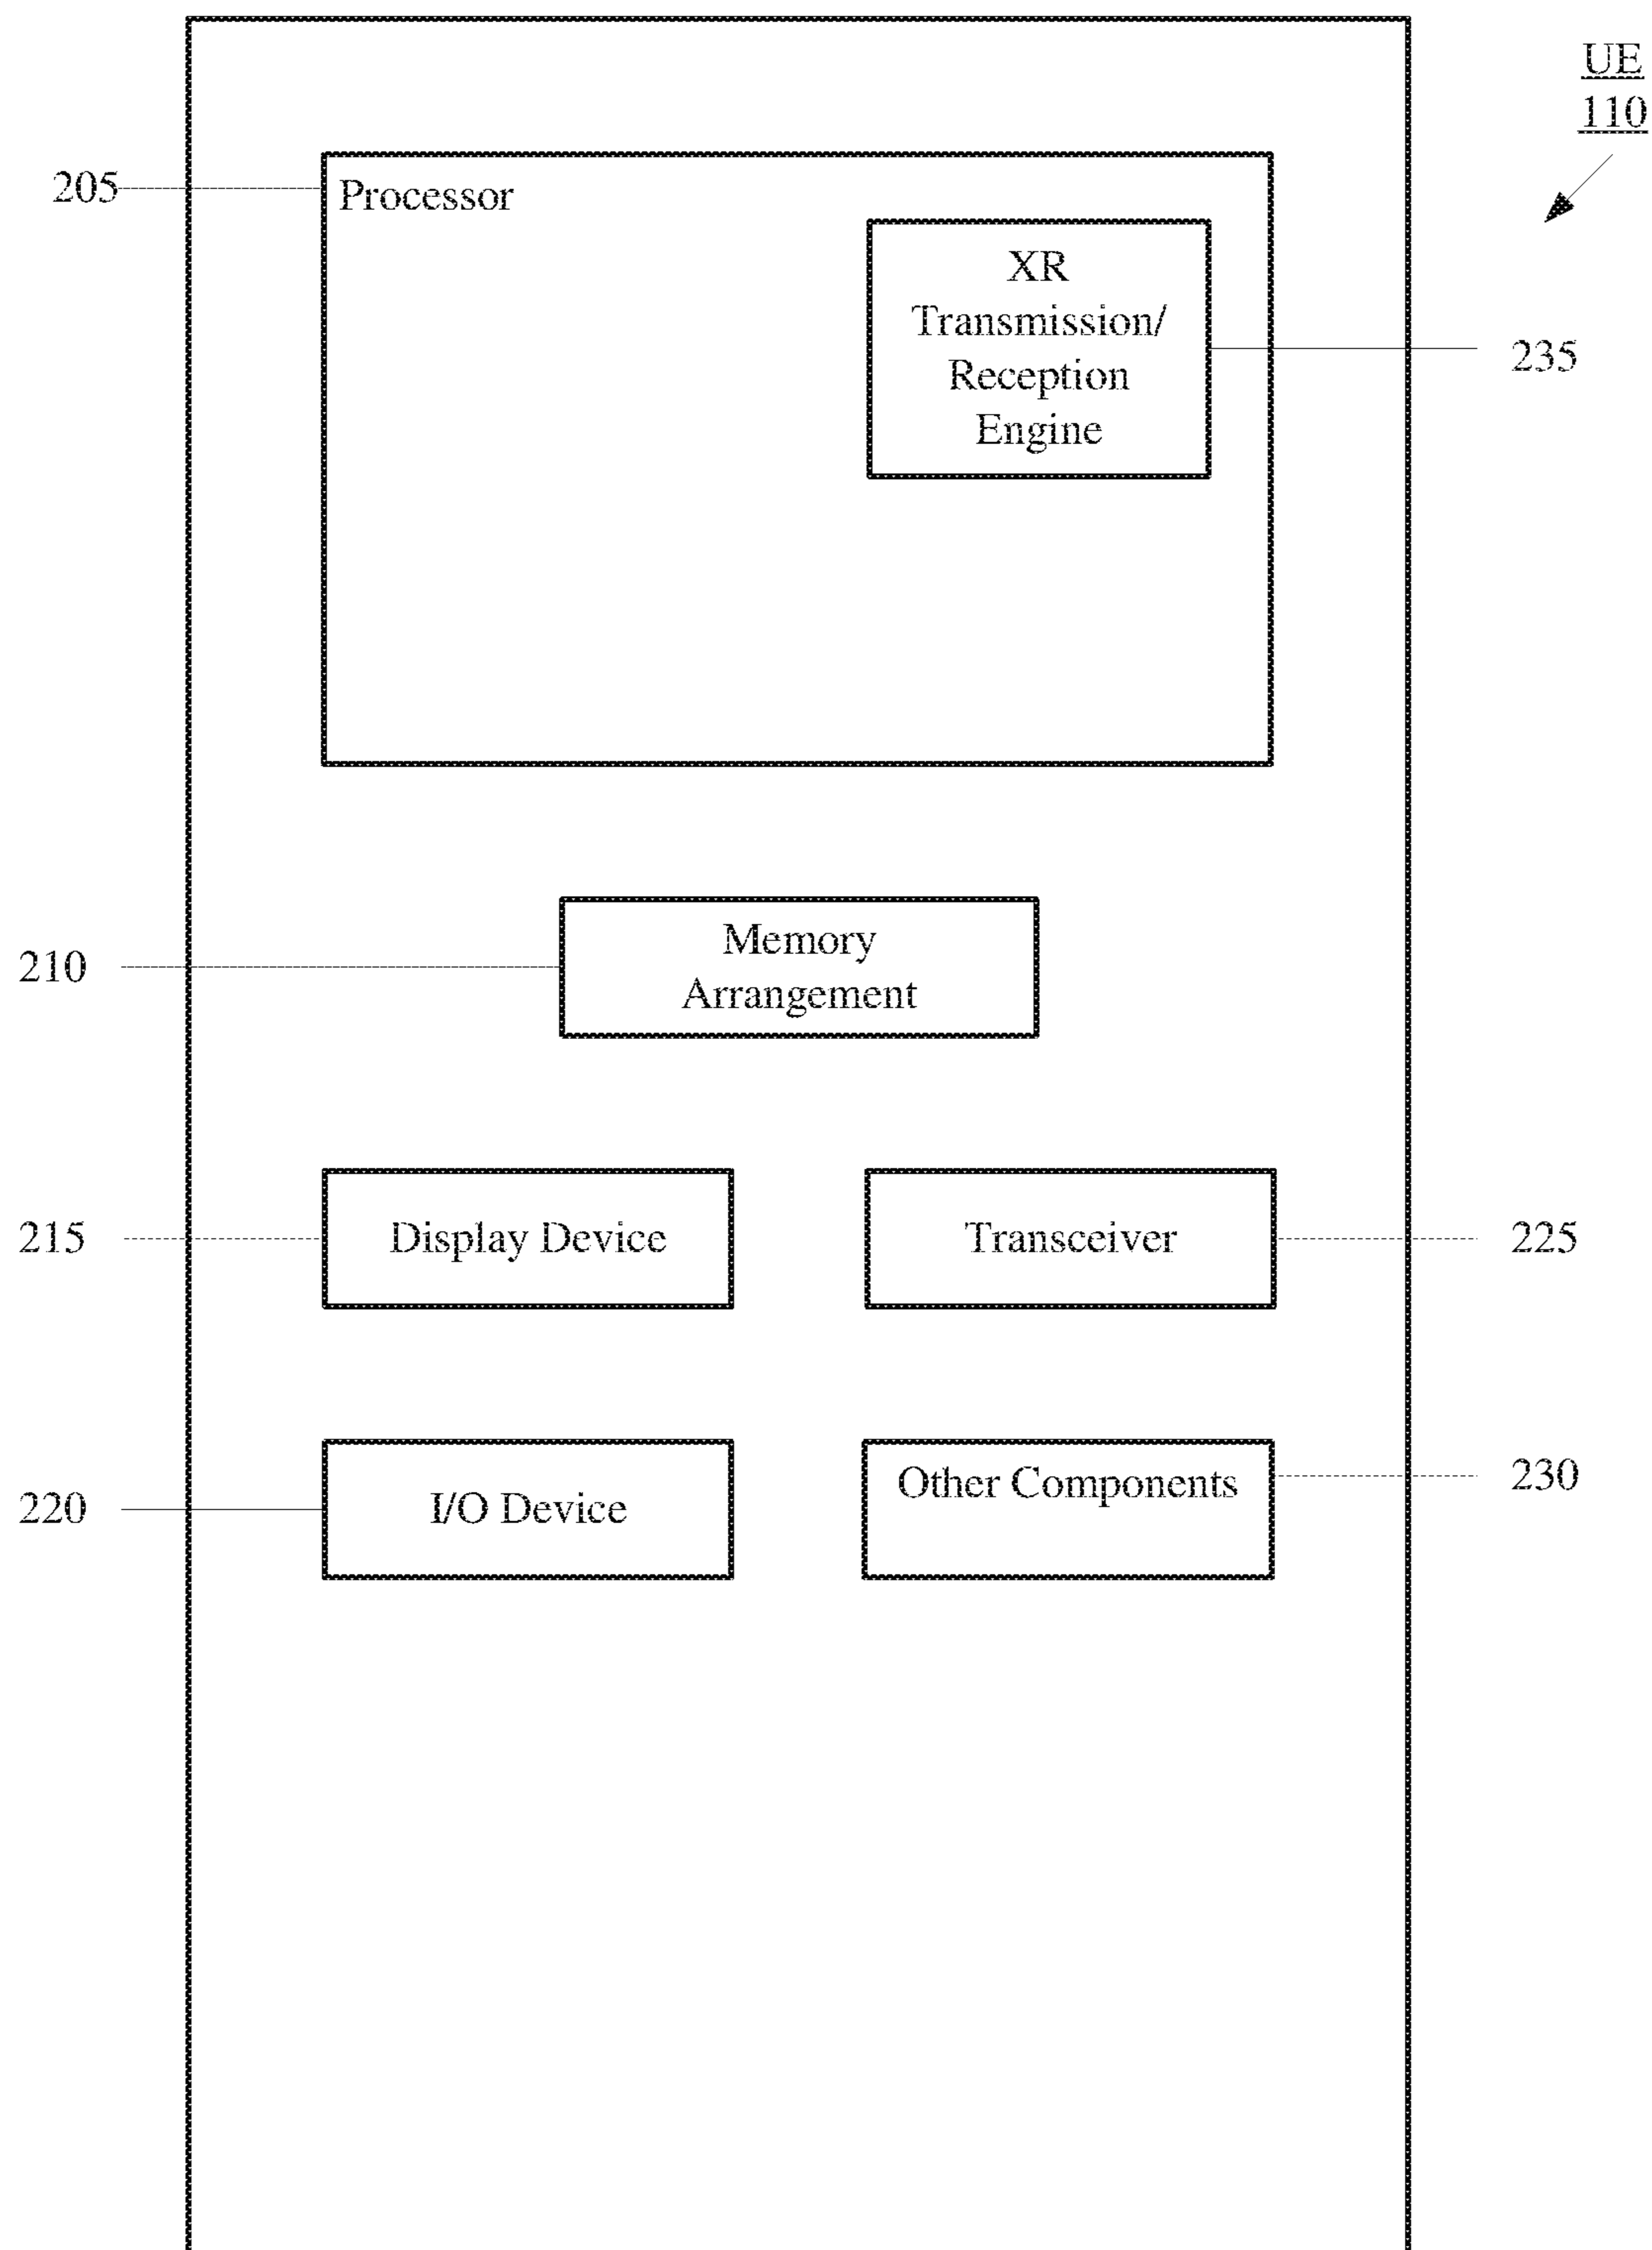 UE
110
205
Processor
XR
Transmission/
Reception
Engine
235
210
Memory
Arrangement
215
Display Device
Transceiver
225
220
I/O Device
Other Components
230